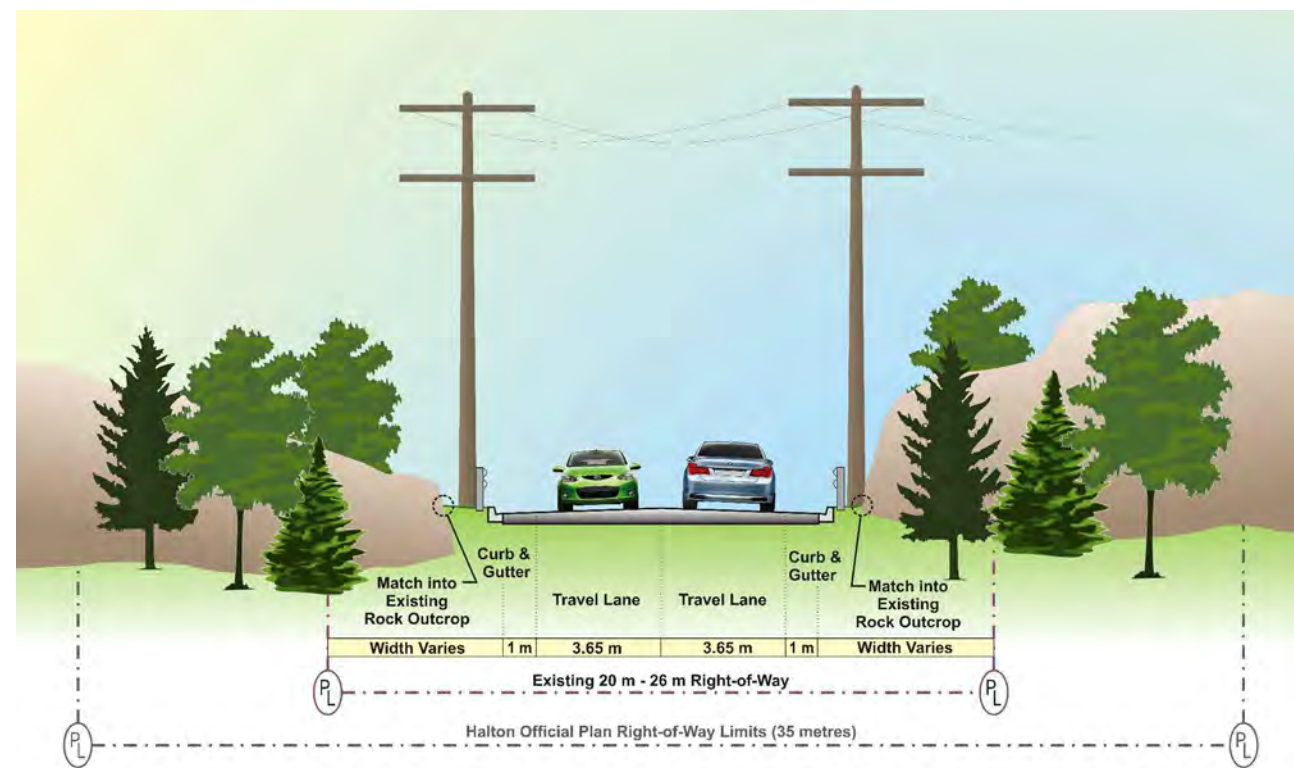 Curb &
Gutter
Match into
Existing
Rock Outcrop
Travel Lane
Travel Lane
Curb &
Gutter
Match into
Existing
Rock Outcrop
Width Varies
1 m
3.65 m
3.65 m
1 m
Width Varies
PL
Existing 20 m - 26 m Right-of-Way
PL
PL
Halton Official Plan Right-of-Way Limits (35 metres)
PL